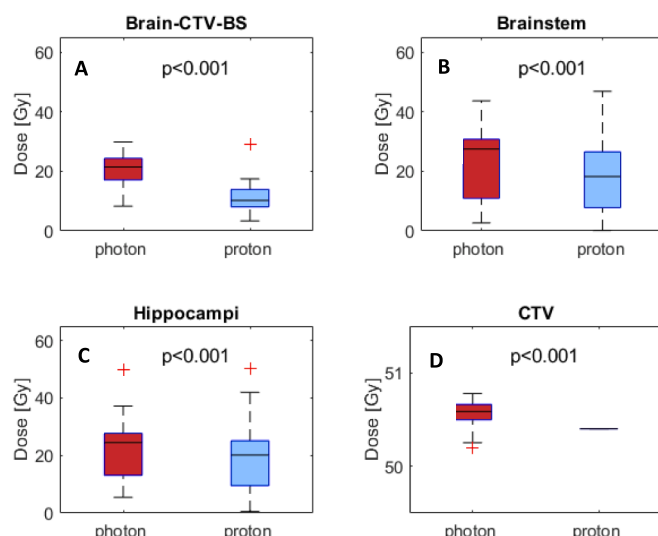 Brain-CTV-BS
A
p<0.001
Dose [Gy]
60
40
20
0
photon
proton
Brainstem
B
p<0.001
Dose [Gy]
60
40
20
0
photon
proton
Hippocampi
C
p<0.001
Dose [Gy]
60
40
20
0
photon
proton
CTV
D
p<0.001
Dose [Gy]
51
50
photon
proton